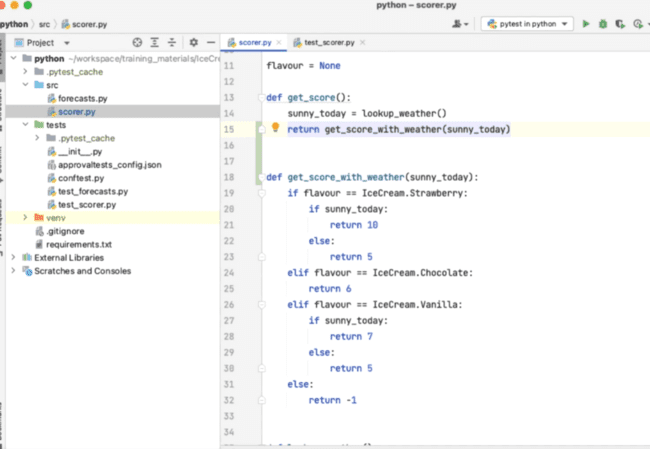 python – scorer.py
python
src
scorer.py
pytest in python
Project
scorer.py
test_scorer.py
python ~/workspace/training_materials/IceCre
.pytest_cache
src
forecasts.py
scorer.py
tests
.pytest_cache
__init__.py
approvaltests_config.json
conftest.py
test_forecasts.py
test_scorer.py
venv
.gitignore
requirements.txt
External Libraries
Scratches and Consoles
11 flavour = None
12
13 def get_score():
14 sunny_today = lookup_weather()
15 return get_score_with_weather(sunny_today)
16
17
18 def get_score_with_weather(sunny_today):
19 if flavour == IceCream.Strawberry:
20 if sunny_today:
21 return 10
22 else:
23 return 5
24 elif flavour == IceCream.Chocolate:
25 return 6
26 elif flavour == IceCream.Vanilla:
27 if sunny_today:
28 return 7
29 else:
30 return 5
31 else:
32 return -1
33
34